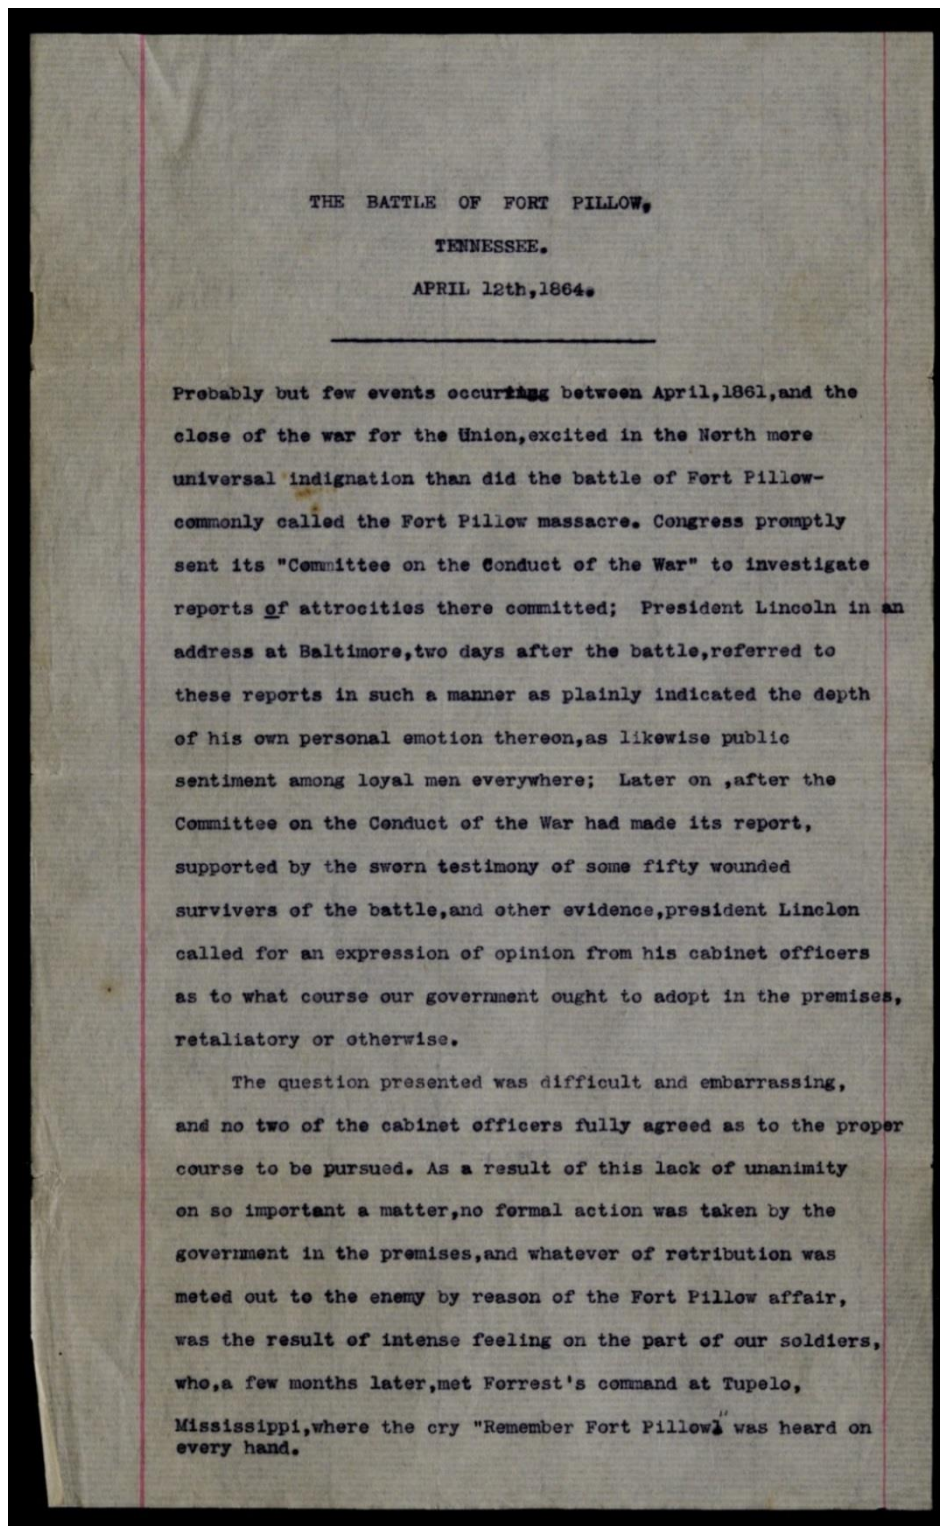 THE BATTLE OF FORT PILLOW,
TENNESSEE.
APRIL 12th,1864.
Probably but few events occurring between April,1861,and the
close of the war for the Union,excited in the North more
universal indignation than did the battle of Fort Pillow-
commonly called the Fort Pillow massacre. Congress promptly
sent its "Committee on the Conduct of the War" to investigate
reports of attrocities there committed; President Lincoln in an
address at Baltimore,two days after the battle,referred to
these reports in such a manner as plainly indicated the depth
of his own personal emotion thereon,as likewise public
sentiment among loyal men everywhere; Later on ,after the
Committee on the Conduct of the War had made its report,
supported by the sworn testimony of some fifty wounded
survivers of the battle,and other evidence,president Linclon
called for an expression of opinion from his cabinet officers
as to what course our government ought to adopt in the premises,
retaliatory or otherwise.
The question presented was difficult and embarrassing,
and no two of the cabinet officers fully agreed as to the proper
course to be pursued. As a result of this lack of unanimity
on so important a matter,no formal action was taken by the
government in the premises,and whatever of retribution was
meted out to the enemy by reason of the Fort Pillow affair,
was the result of intense feeling on the part of our soldiers,
who,a few months later,met Forrest's command at Tupelo,
Mississippi,where the cry "Remember Fort Pillow!" was heard on
every hand.